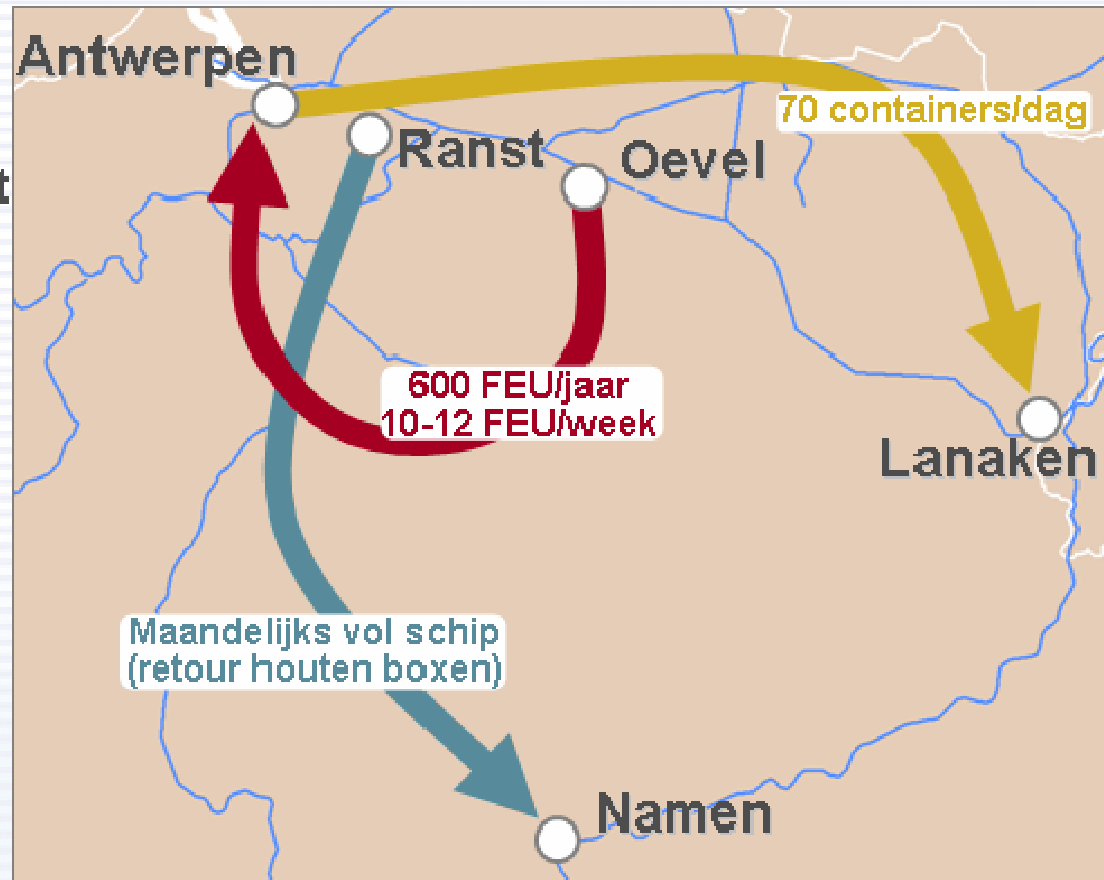 Antwerpen
70 containers/dag
Ranst
Oevel
t
600 FEU/jaar
10-12 FEU/week
Lanaken
Maandelijks vol schip
(retour houten boxen)
Namen